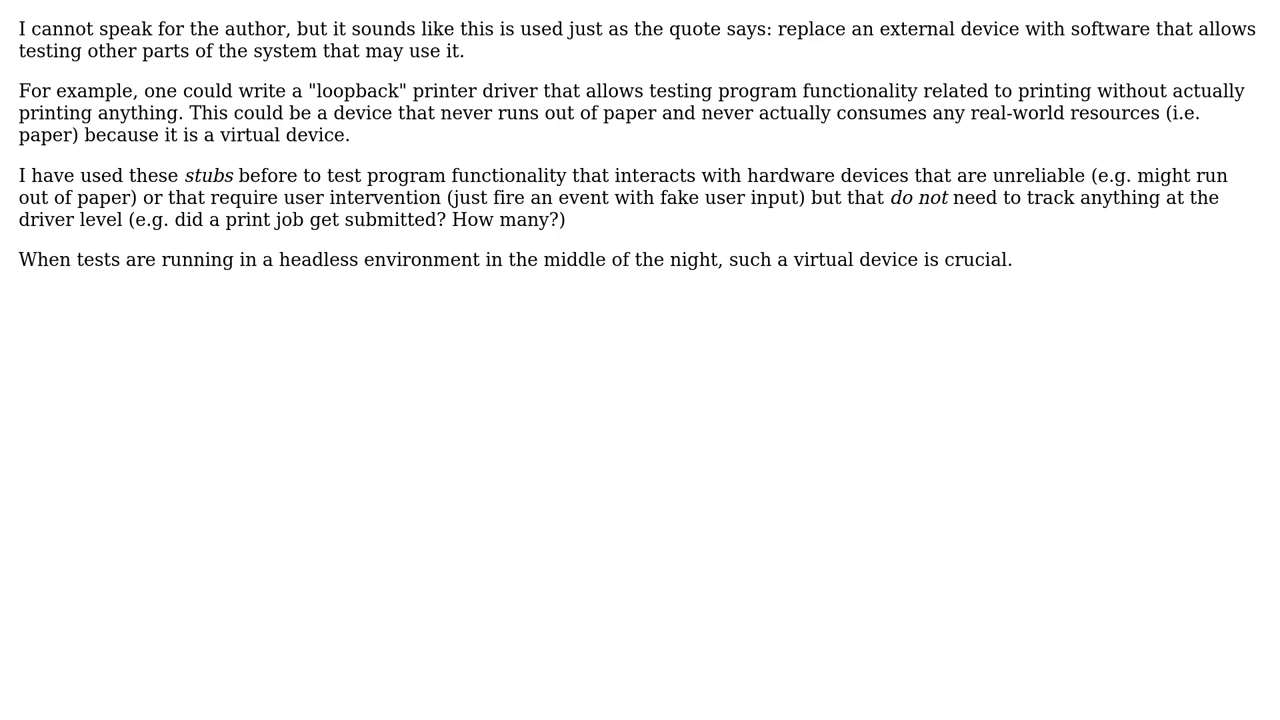 I cannot speak for the author, but it sounds like this is used just as the quote says: replace an external device with software that allows
testing other parts of the system that may use it.
For example, one could write a "loopback" printer driver that allows testing program functionality related to printing without actually
printing anything. This could be a device that never runs out of paper and never actually consumes any real-world resources (i.e.
paper) because it is a virtual device.
I have used these stubs before to test program functionality that interacts with hardware devices that are unreliable (e.g. might run
out of paper) or that require user intervention (just fire an event with fake user input) but that do not need to track anything at the
driver level (e.g. did a print job get submitted? How many?)
When tests are running in a headless environment in the middle of the night, such a virtual device is crucial.